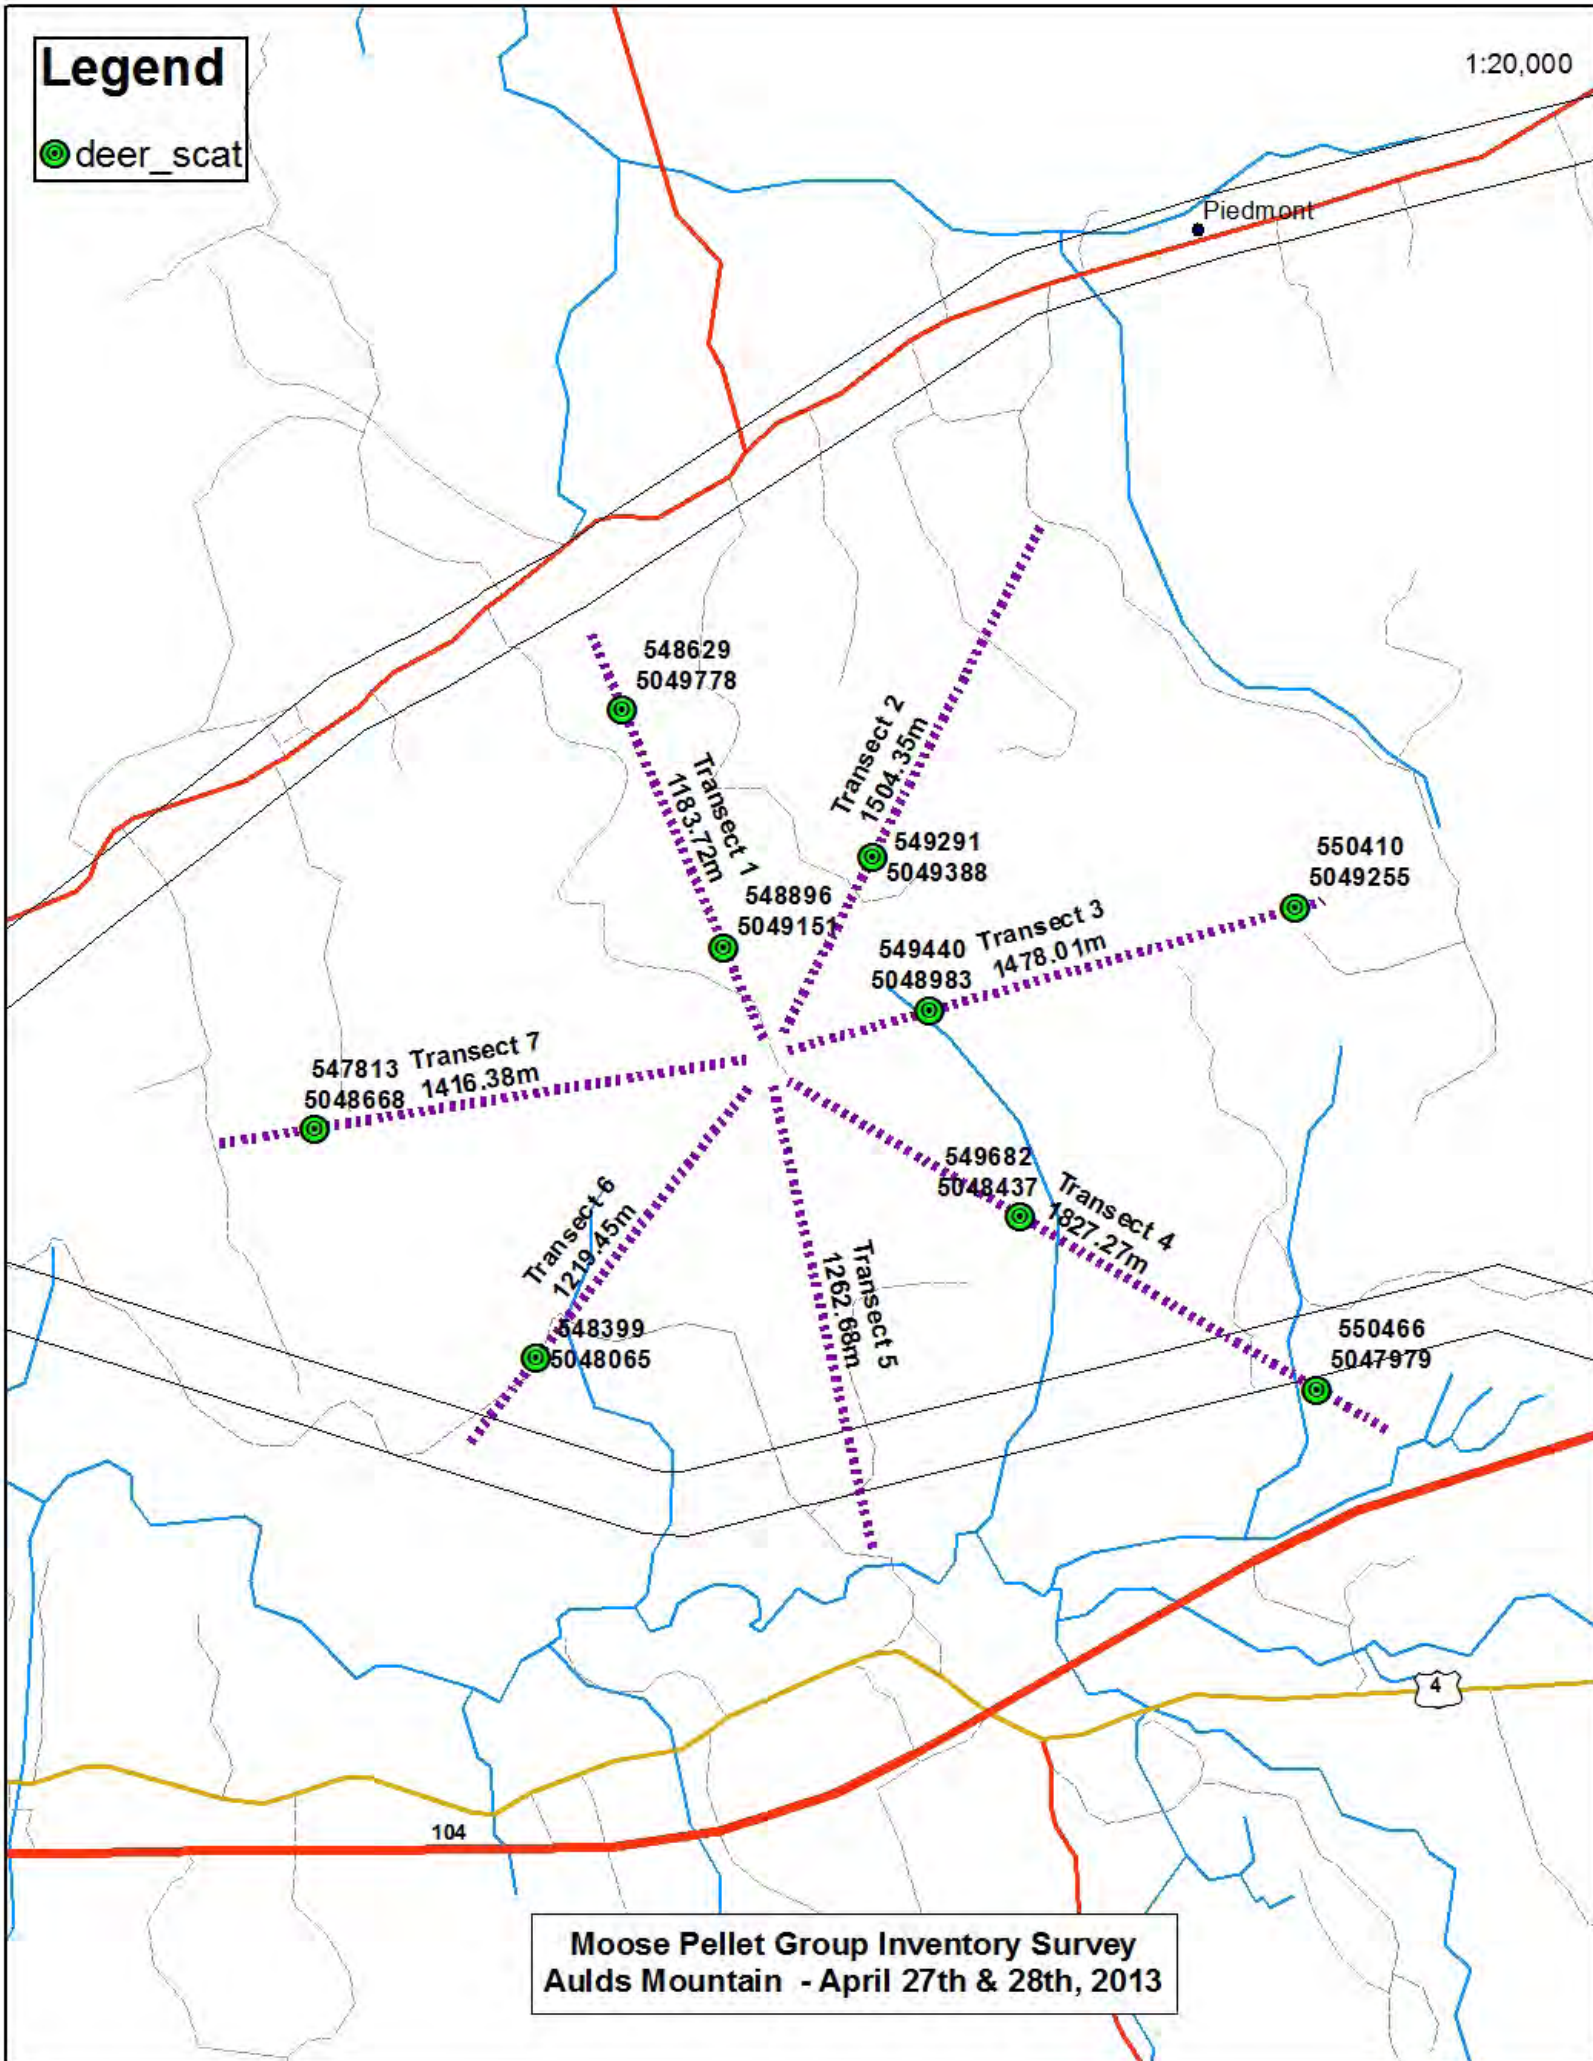 Legend
deer_scat
1:20,000
Piedmont
548629
5049778
Transect 1
1183.72m
Transect 2
1504.35m
549291
5049388
548896
5049151
550410
5049255
549440
5048983
Transect 3
1478.01m
547813
5048668
Transect 7
1416.38m
549682
5048437
Transect 4
1827.27m
Transect 6
1219.45m
Transect 5
1262.68m
548399
5048065
550466
5047979
4
104
Moose Pellet Group Inventory Survey
Aulds Mountain - April 27th & 28th, 2013